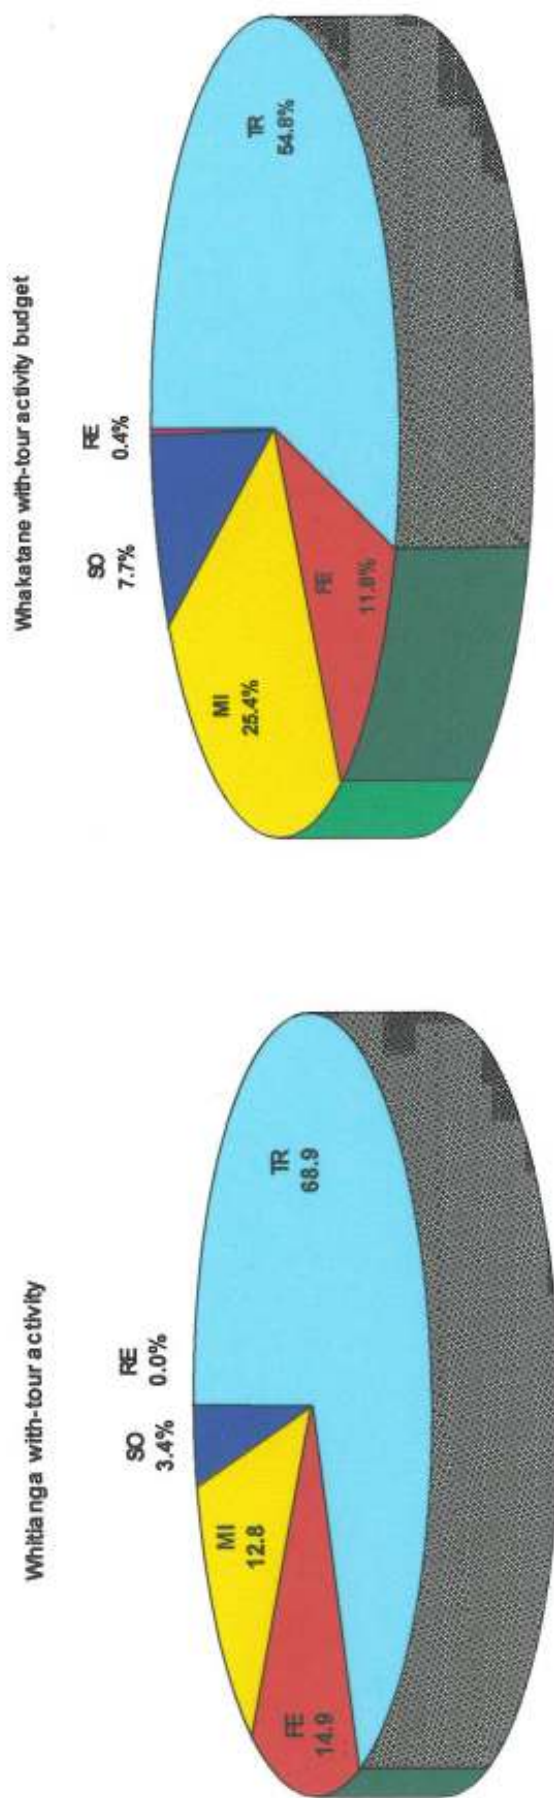 Whitianga with-tour activity
RE
0.0%
SO
3.4%
MI
12.8
FE
14.9
TR
68.9
Whakatane with-tour activity budget
RE
0.4%
SO
7.7%
MI
25.4%
FE
11.8%
TR
54.8%